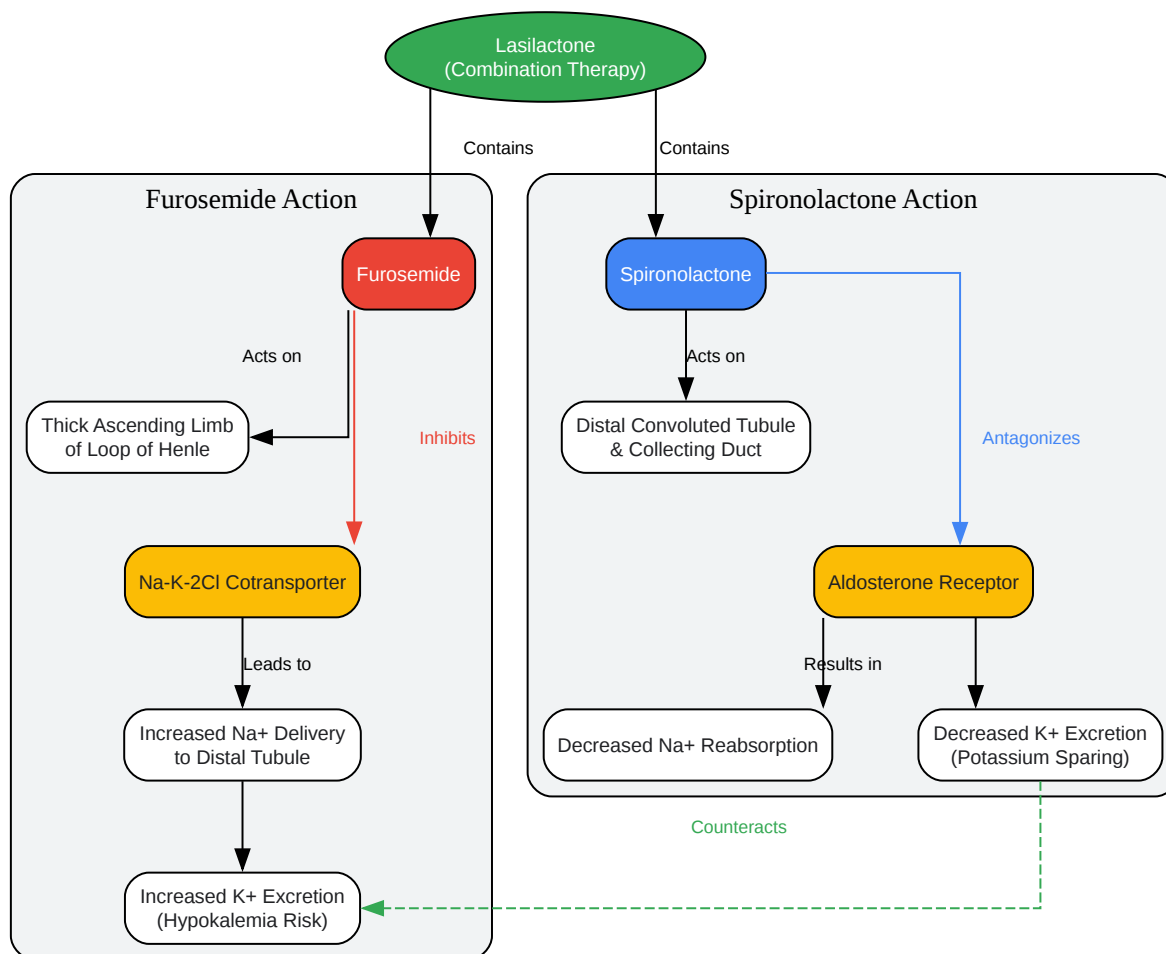 Lasilactone
(Combination Therapy)
Contains
Contains
Furosemide Action
Furosemide
Acts on
Thick Ascending Limb
of Loop of Henle
Inhibits
Na-K-2Cl Cotransporter
Leads to
Increased Na+ Delivery
to Distal Tubule
Increased K+ Excretion
(Hypokalemia Risk)
Spironolactone Action
Spironolactone
Acts on
Distal Convoluted Tubule
& Collecting Duct
Antagonizes
Aldosterone Receptor
Results in
Decreased Na+ Reabsorption
Decreased K+ Excretion
(Potassium Sparing)
Counteracts